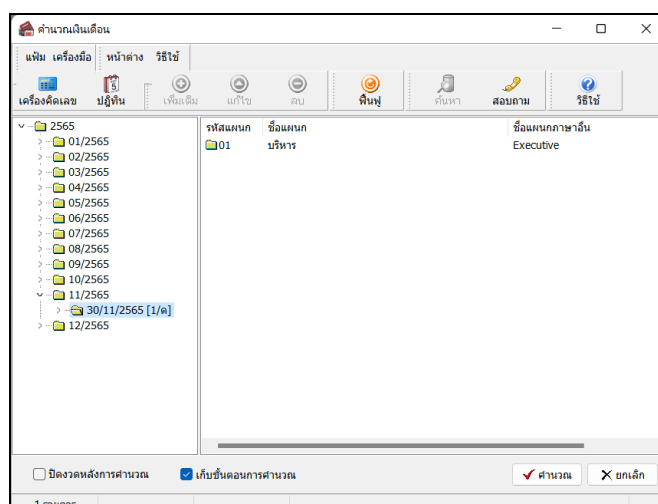 คำนวณเงินเดือน
แฟ้ม เครื่องมือ หน้าต่าง วิธีใช้
เครื่องคิดเลข ปฏิทิน เพิ่มเติม แก้ไข ลบ ฟื้นฟู ค้นหา สอบถาม วิธีใช้
2565
01/2565
02/2565
03/2565
04/2565
05/2565
06/2565
07/2565
08/2565
09/2565
10/2565
11/2565
30/11/2565 [1/ด]
12/2565
รหัสแผนก ชื่อแผนก ชื่อแผนกภาษาอื่น
01 บริหาร Executive
ปิดงวดหลังการคำนวณ เก็บขั้นตอนการคำนวณ คำนวณ ยกเลิก
1 รายการ